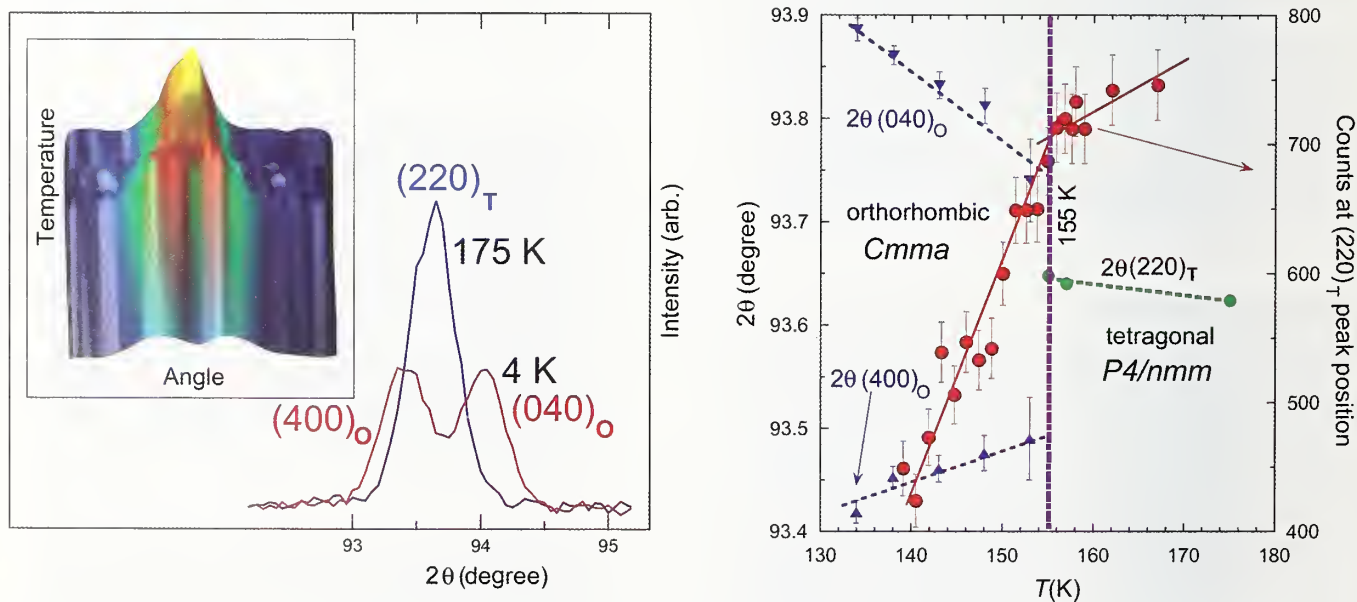 Temperature
Angle
(220)T
175 K
4 K
(400)O
(040)O
Intensity (arb.)
93
94
95
2θ (degree)
93.9
93.8
93.7
93.6
93.5
93.4
2θ (degree)
2θ (040)O
orthorhombic
Cmma
155 K
2θ(220)T
tetragonal
P4/nmm
2θ (400)O
800
700
600
500
400
Counts at (220)T peak position
130
140
150
160
170
180
T(K)